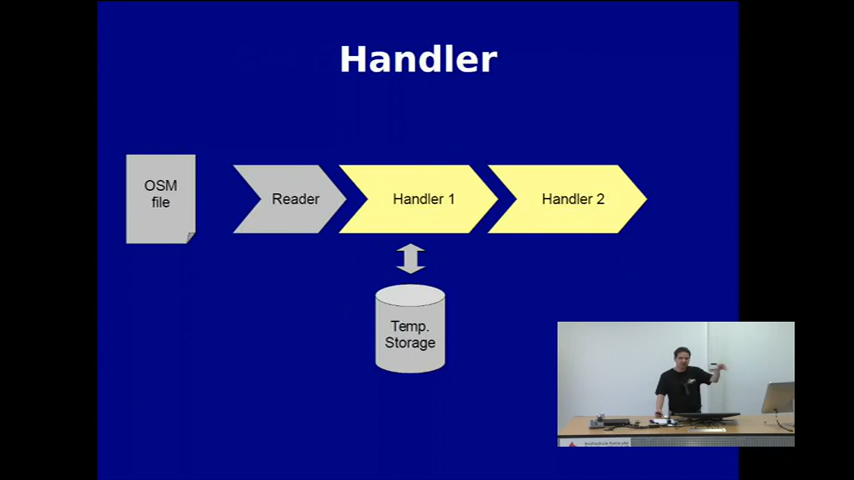 Handler
OSM
file
Reader
Handler 1
Handler 2
Temp.
Storage